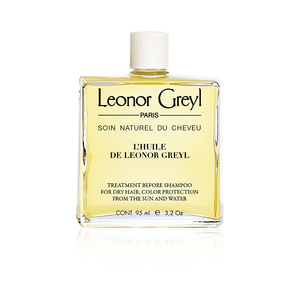 Leonor Greyl
PARIS
SOIN NATUREL DU CHEVEU
L'HUILE
DE LEONOR GREYL
TREATMENT BEFORE SHAMPOO
FOR DRY HAIR, COLOR PROTECTION
FROM THE SUN AND WATER
CONT. 95 ml e 3,2 Oz